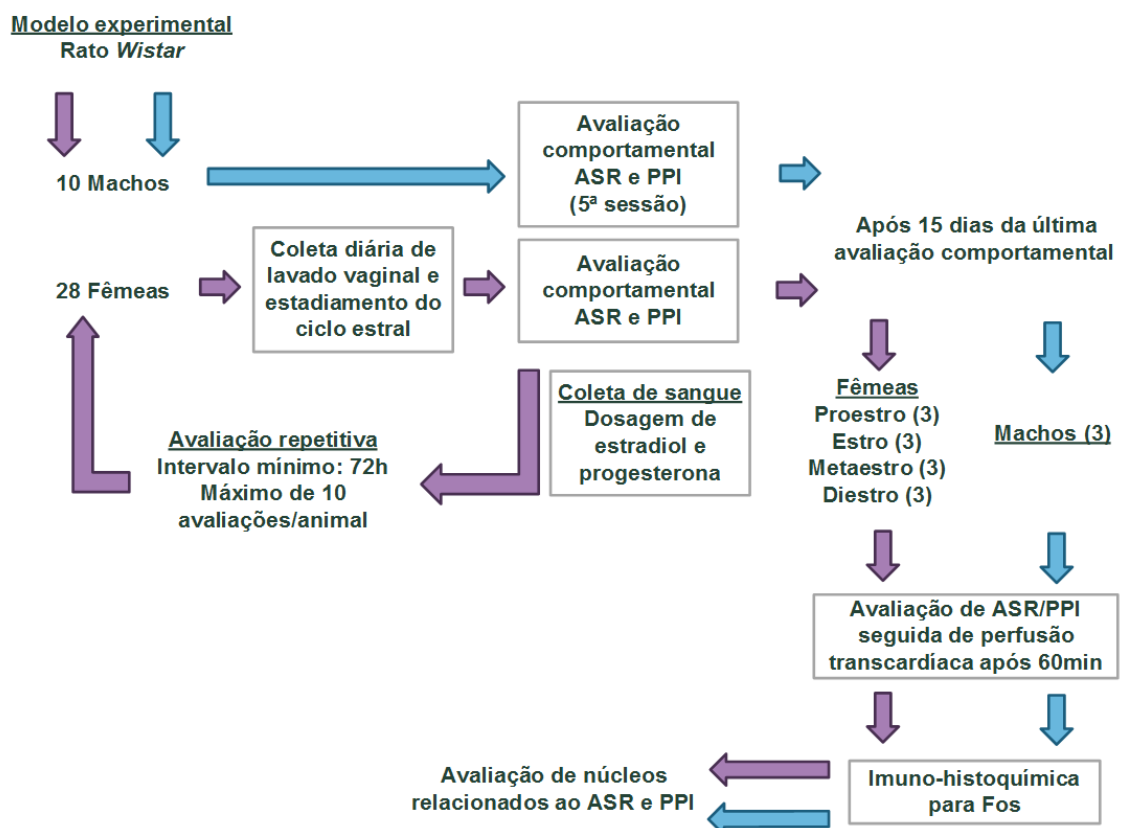 Modelo experimental
Rato Wistar
10 Machos
Avaliação
comportamental
ASR e PPI
(5ª sessão)
28 Fêmeas
Coleta diária de
lavado vaginal e
estadiamento do
ciclo estral
Avaliação
comportamental
ASR e PPI
Após 15 dias da última
avaliação comportamental
Coleta de sangue
Dosagem de
estradiol e
progesterona
Avaliação repetitiva
Intervalo mínimo: 72h
Máximo de 10
avaliações/animal
Fêmeas
Proestro (3)
Estro (3)
Metaestro (3)
Diestro (3)
Machos (3)
Avaliação de ASR/PPI
seguida de perfusão
transcardíaca após 60min
Imuno-histoquímica
para Fos
Avaliação de núcleos
relacionados ao ASR e PPI